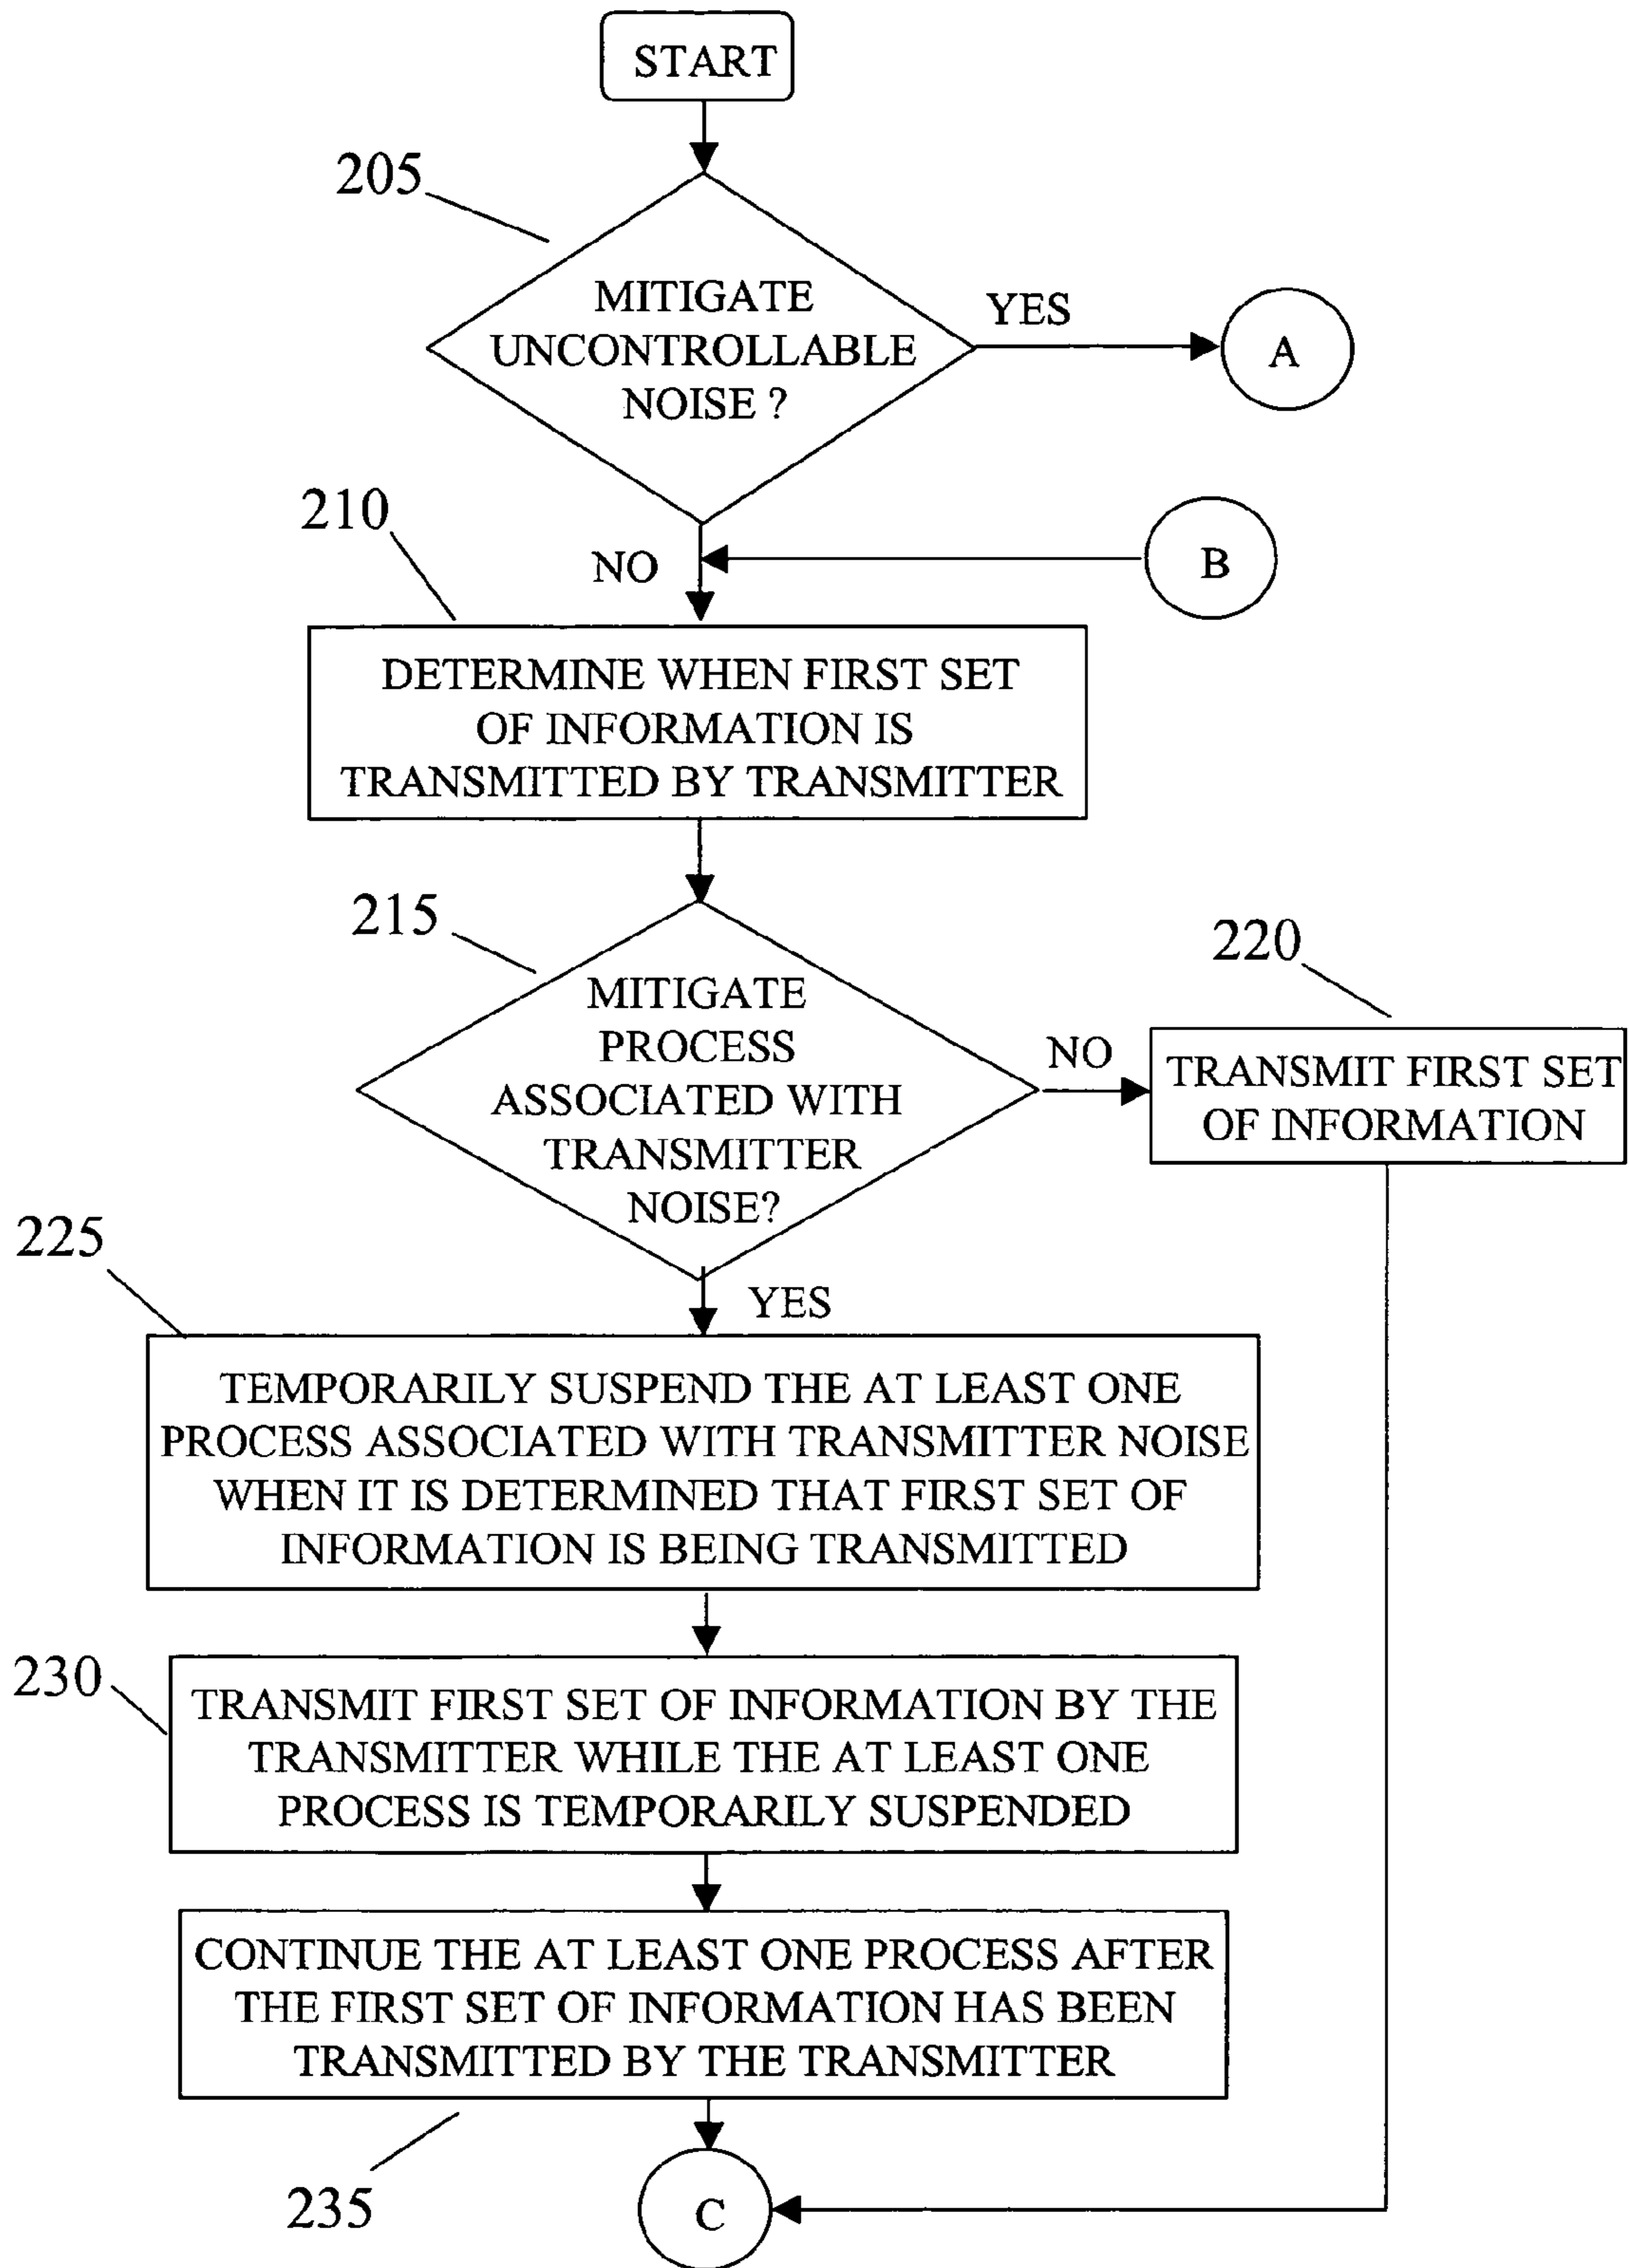 START
205
MITIGATE
UNCONTROLLABLE
NOISE ?
YES
A
210
NO
B
DETERMINE WHEN FIRST SET
OF INFORMATION IS
TRANSMITTED BY TRANSMITTER
215
MITIGATE
PROCESS
ASSOCIATED WITH
TRANSMITTER
NOISE?
NO
220
TRANSMIT FIRST SET
OF INFORMATION
225
YES
TEMPORARILY SUSPEND THE AT LEAST ONE
PROCESS ASSOCIATED WITH TRANSMITTER NOISE
WHEN IT IS DETERMINED THAT FIRST SET OF
INFORMATION IS BEING TRANSMITTED
230
TRANSMIT FIRST SET OF INFORMATION BY THE
TRANSMITTER WHILE THE AT LEAST ONE
PROCESS IS TEMPORARILY SUSPENDED
CONTINUE THE AT LEAST ONE PROCESS AFTER
THE FIRST SET OF INFORMATION HAS BEEN
TRANSMITTED BY THE TRANSMITTER
235
C